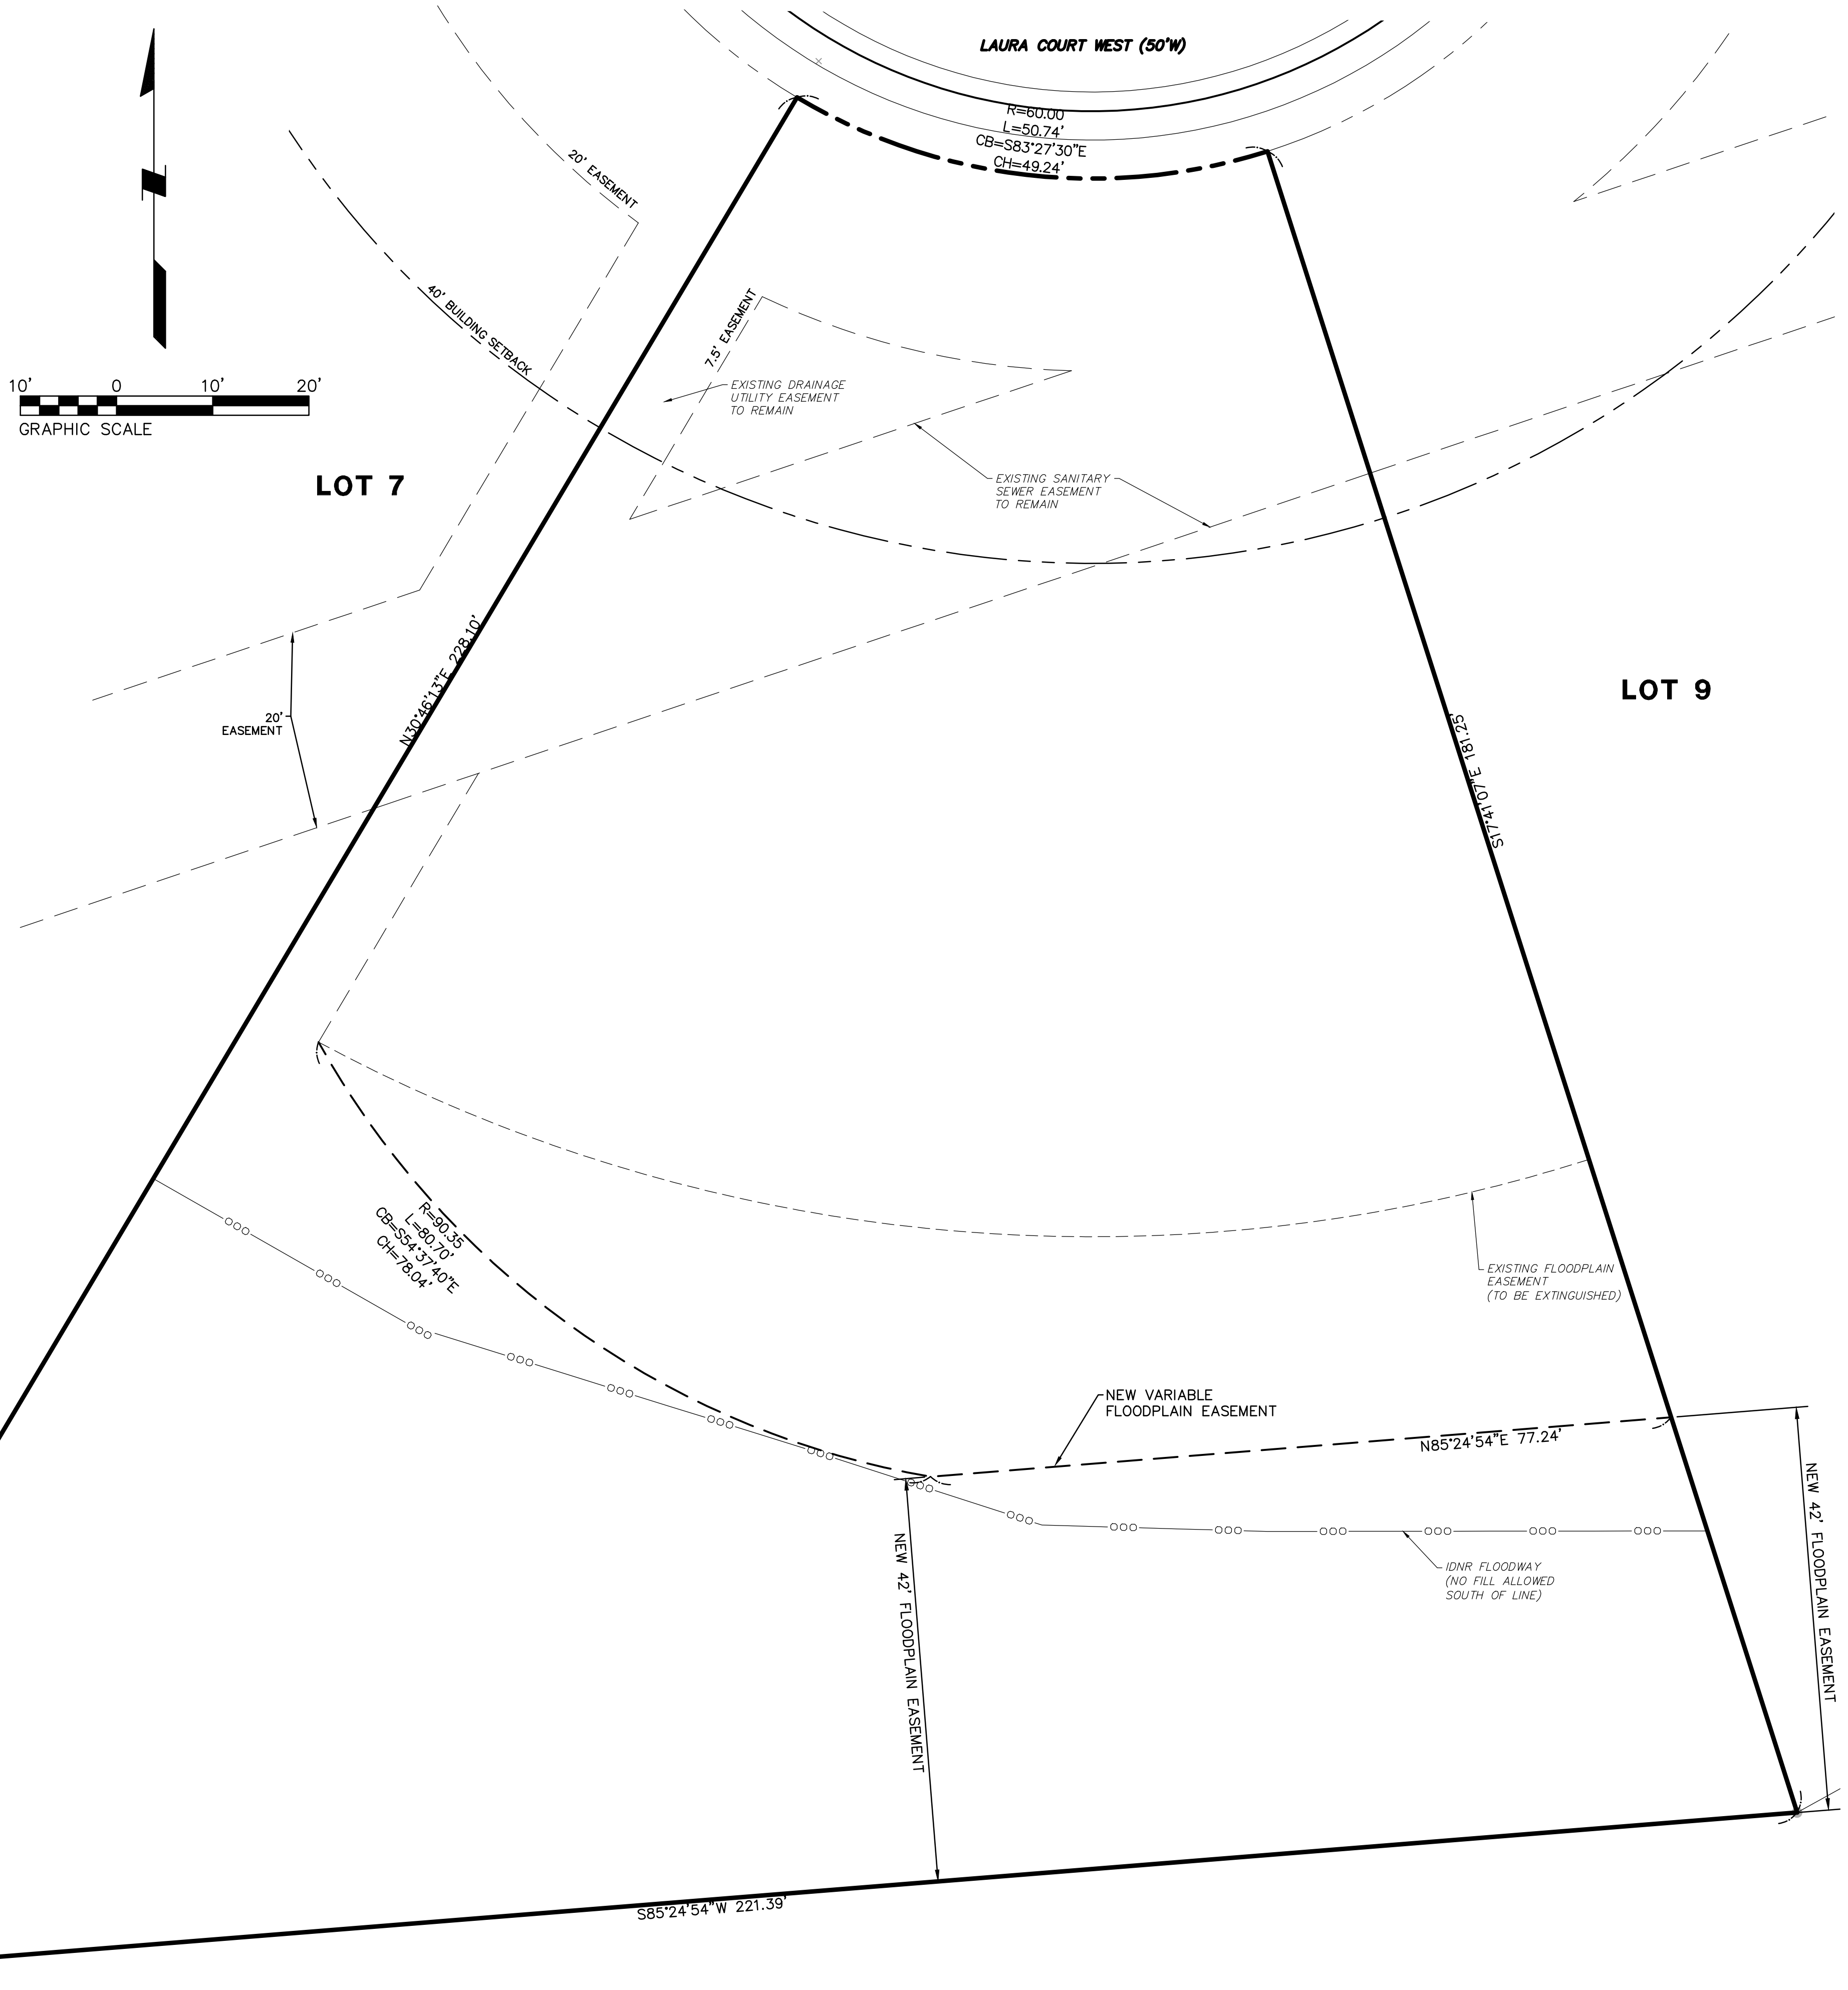 LAURA COURT WEST (50'W)
R=60.00
L=50.74'
CB=S83°27'30"E
CH=49.24'
20' EASEMENT
40' BUILDING SETBACK
7.5' EASEMENT
EXISTING DRAINAGE
UTILITY EASEMENT
TO REMAIN
10' 0 10' 20'
GRAPHIC SCALE
LOT 7
EXISTING SANITARY
SEWER EASEMENT
TO REMAIN
N30°46'13"E 228.10'
LOT 9
20'
EASEMENT
S17°41'07"E 181.25'
R=90.35
L=80.70'
CB=S54°37'40"E
CH=78.04'
EXISTING FLOODPLAIN
EASEMENT
(TO BE EXTINGUISHED)
NEW VARIABLE
FLOODPLAIN EASEMENT
N85°24'54"E 77.24'
NEW 42' FLOODPLAIN EASEMENT
NEW 42' FLOODPLAIN EASEMENT
IDNR FLOODWAY
(NO FILL ALLOWED
SOUTH OF LINE)
S85°24'54"W 221.39'